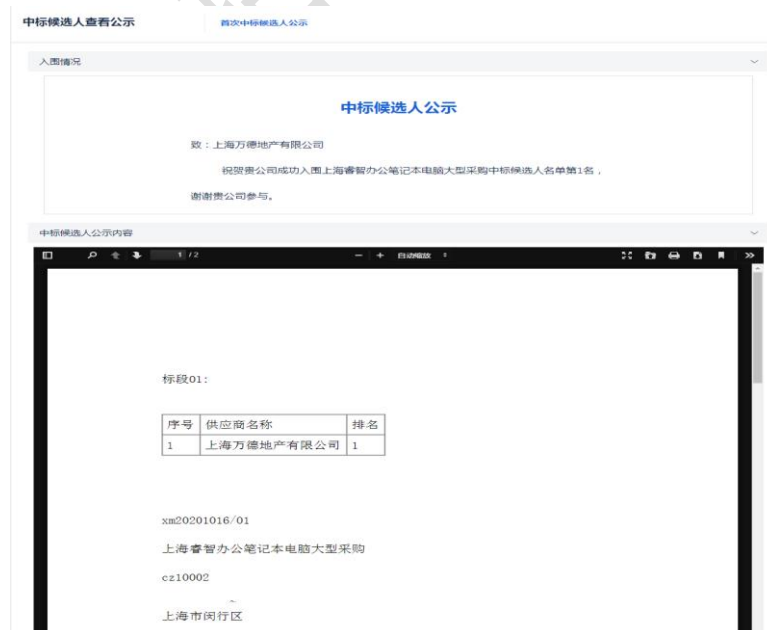 中标候选人查看公示
首次中标候选人公示
入围情况
中标候选人公示
致：上海万德地产有限公司
祝贺贵公司成功入围上海睿智办公笔记本电脑大型采购中标候选人名单第1名，
谢谢贵公司参与。
中标候选人公示内容
1 / 2
自动缩放
标段01:
序号 供应商名称 排名
1 上海万德地产有限公司 1
xm20201016/01
上海睿智办公笔记本电脑大型采购
cz10002
上海市闵行区